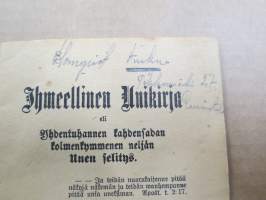 Ihmeellinen Unikirja
eli
Yhdentuhannen kahdensadan
kolmenkymmenen neljän
Unen selitys.
— — Ja teidän nuorukaisenne pitää
näkyjä näkemän ja teidän wanhempanne
pitää unia uneksiman. Apost. t. 2: 17.